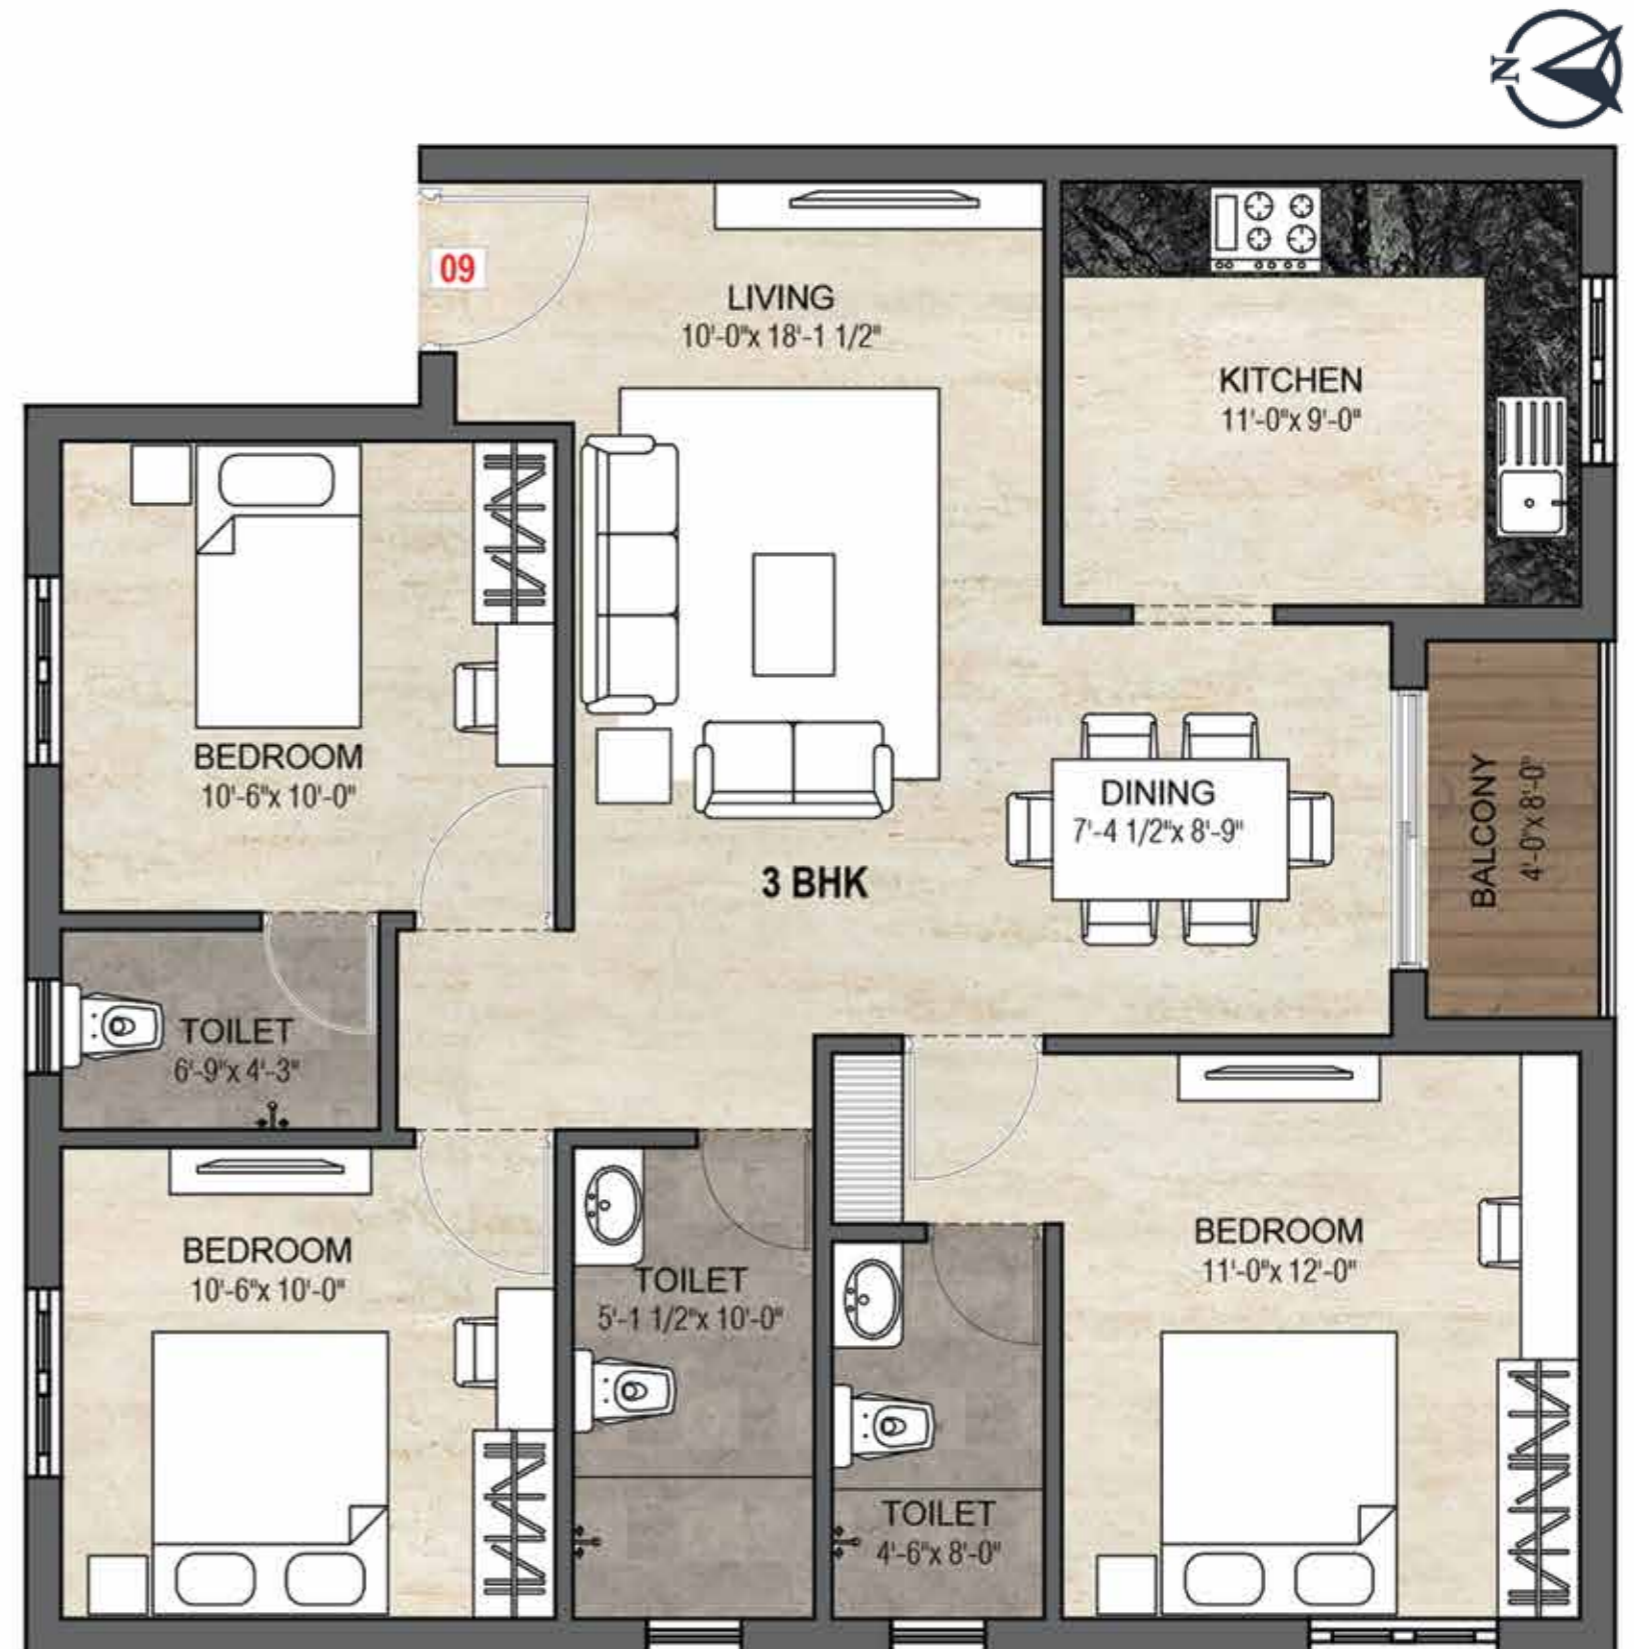 N
09
LIVING
10'-0"x 18'-1 1/2"
KITCHEN
11'-0"x 9'-0"
BEDROOM
10'-6"x 10'-0"
DINING
7'-4 1/2"x 8'-9"
BALCONY
4'-0"x 8'-0"
3 BHK
TOILET
6'-9"x 4'-3"
BEDROOM
10'-6"x 10'-0"
TOILET
5'-1 1/2"x 10'-0"
BEDROOM
11'-0"x 12'-0"
TOILET
4'-6"x 8'-0"